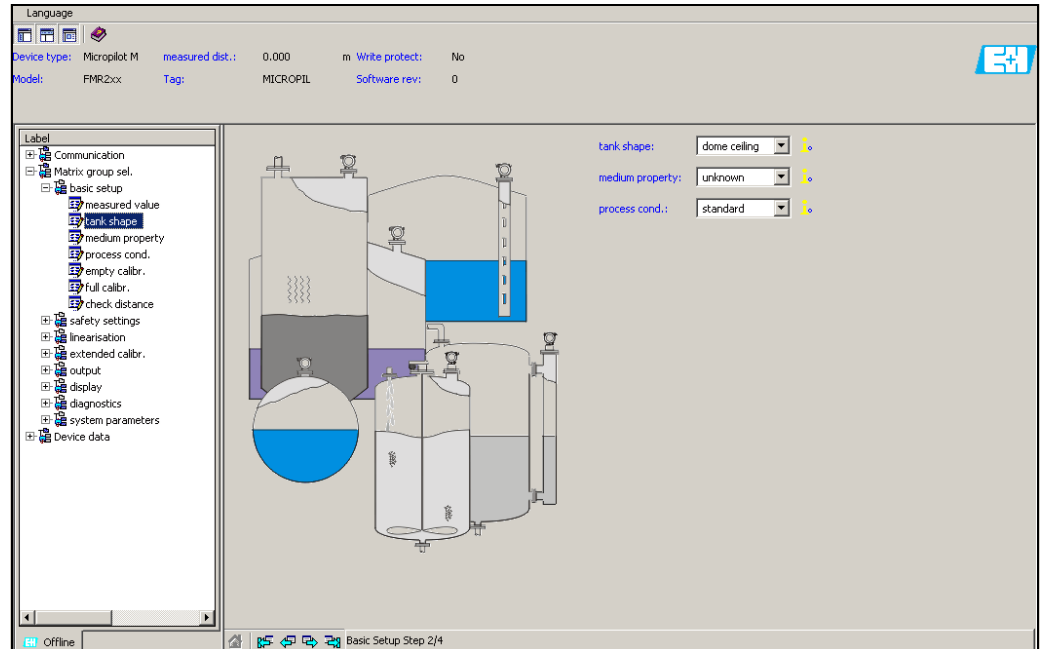 Language
Device type: Micropilot M measured dist.: 0.000 m Write protect: No
Model: FMR2xx Tag: MICROPIL Software rev: 0
E+H
Label
Communication
Matrix group sel.
basic setup
measured value
tank shape
medium property
process cond.
empty calibr.
full calibr.
check distance
safety settings
linearisation
extended calibr.
output
display
diagnostics
system parameters
Device data
tank shape: dome ceiling
medium property: unknown
process cond.: standard
Offline
Basic Setup Step 2/4